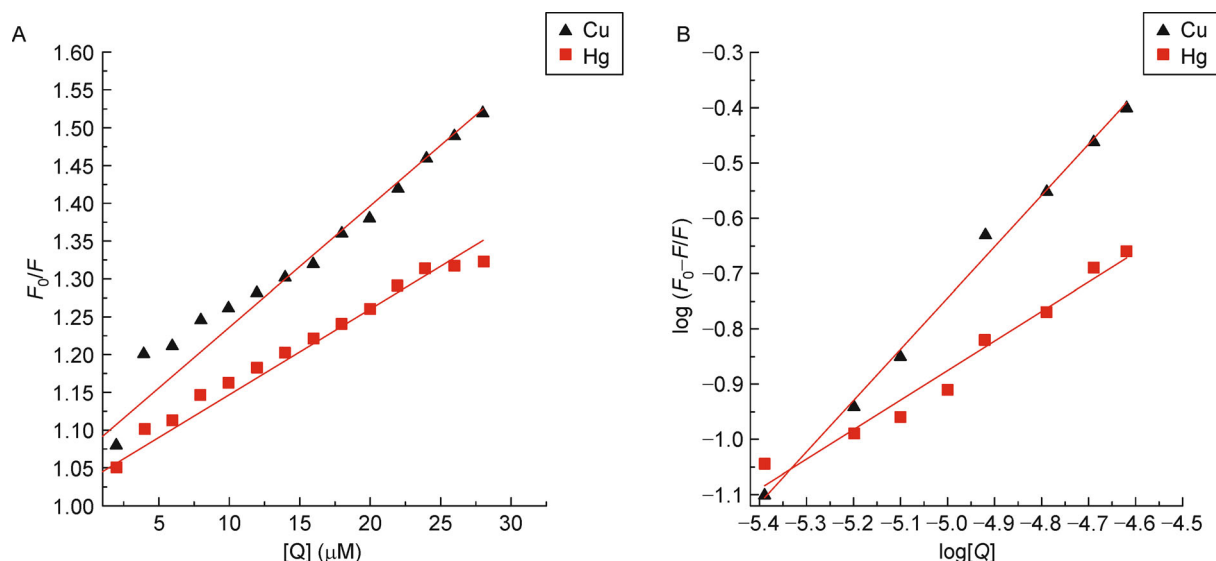 A
Cu
Hg
1.60
1.55
1.50
1.45
1.40
1.35
1.30
1.25
1.20
1.15
1.10
1.05
1.00
F₀/F
5 10 15 20 25 30
[Q] (μM)
B
Cu
Hg
−0.3
−0.4
−0.5
−0.6
−0.7
−0.8
−0.9
−1.0
−1.1
log (F₀−F/F)
−5.4 −5.3 −5.2 −5.1 −5.0 −4.9 −4.8 −4.7 −4.6 −4.5
log[Q]